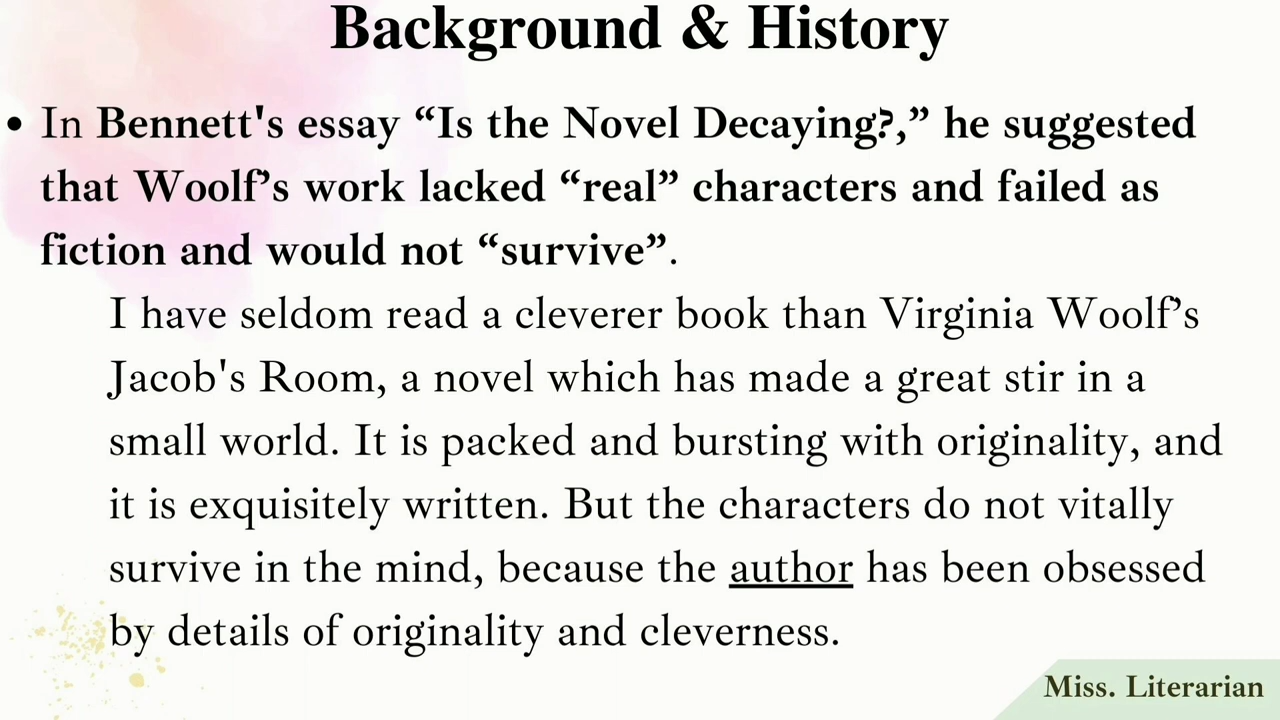 Background & History
• In Bennett's essay “Is the Novel Decaying?,” he suggested
that Woolf’s work lacked “real” characters and failed as
fiction and would not “survive”.
I have seldom read a cleverer book than Virginia Woolf’s
Jacob's Room, a novel which has made a great stir in a
small world. It is packed and bursting with originality, and
it is exquisitely written. But the characters do not vitally
survive in the mind, because the author has been obsessed
by details of originality and cleverness.
Miss. Literarian